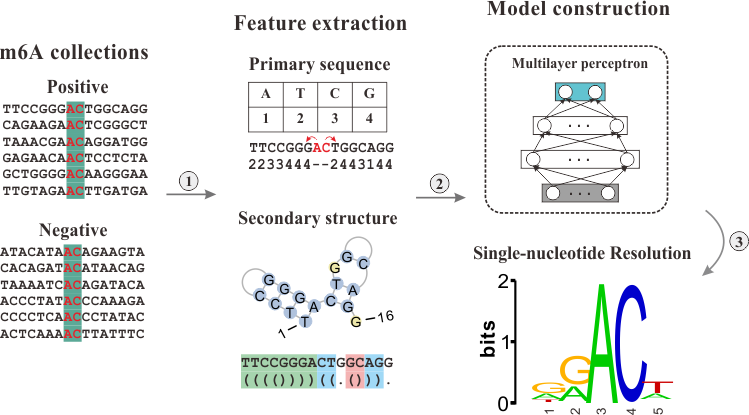 m6A collections
Positive
TTCCGGGACTGGCAGG
CAGAAGAACTCGGGCT
TAAACGAACAGGATGG
GAGAACAACTCCTCTA
GCTGGGGACAAGGGAA
TTGTAGAACTTGATGA
Negative
ATACATAACAGAAGTA
CACAGATACATAACAG
TAAAATCACAGATACA
ACCCTATACCCAAAGA
CCCCTCAACCCTATAC
ACTCAAAACTTATTTC
1
Feature extraction
Primary sequence
A T C G
1 2 3 4
TTCCGGGACTGGCAGG
2233444--2443144
Secondary structure
G
G
G
G
C
C
C
T
T
A
C
T
G
G
C
A
G
G
1
16
TTCCGGGACTGGCAGG
(((())))((.())).
2
Model construction
Multilayer perceptron
3
Single-nucleotide Resolution
bits
2
1
0
G
A
T
G
A
A
C
T
A
1 2 3 4 5